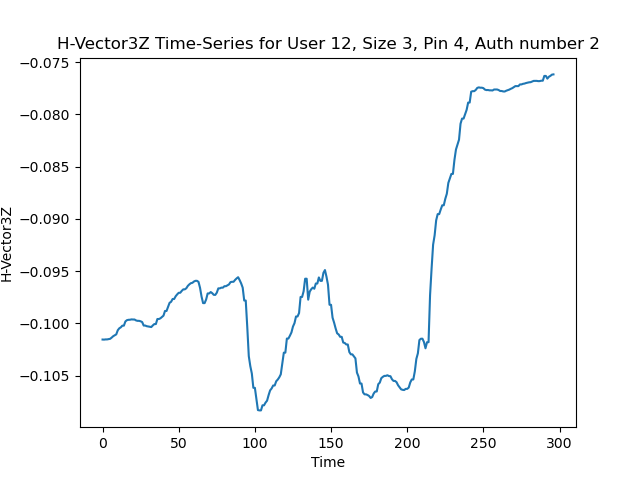 H-Vector3Z Time-Series for User 12, Size 3, Pin 4, Auth number 2
H-Vector3Z
−0.075
−0.080
−0.085
−0.090
−0.095
−0.100
−0.105
0 50 100 150 200 250 300
Time